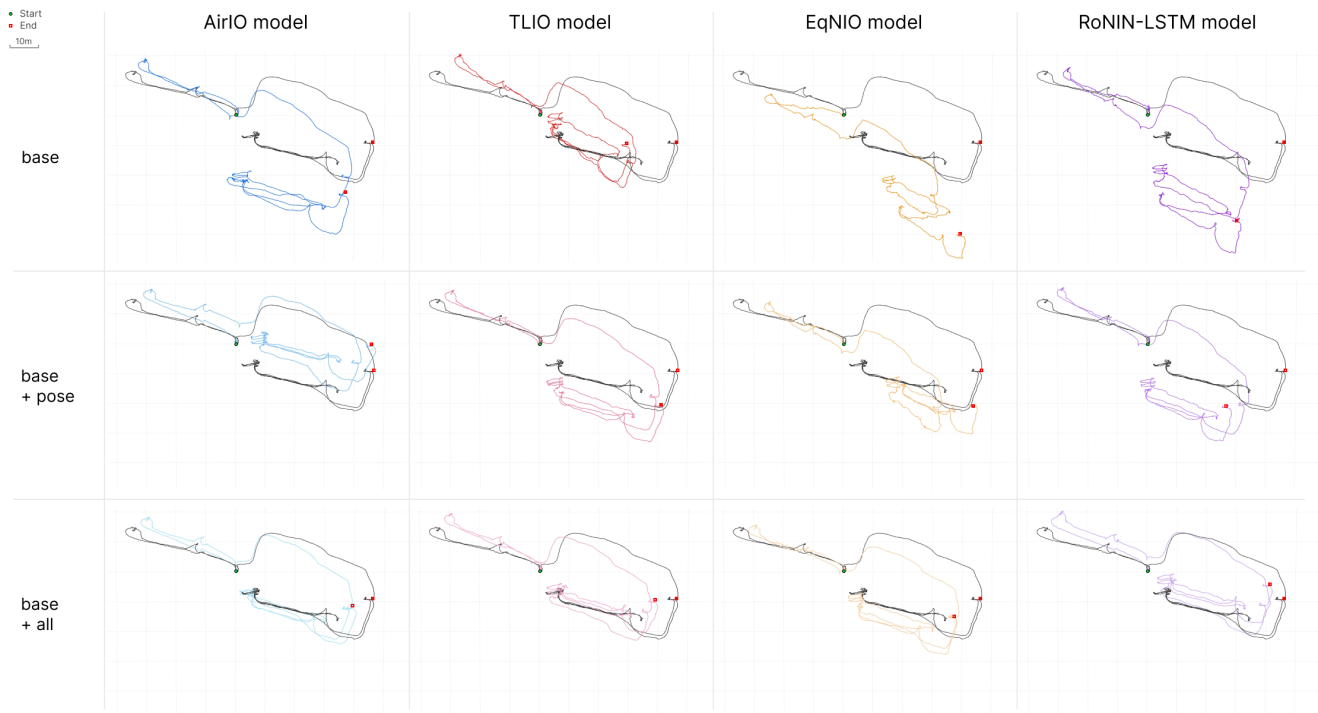 Start
End
10m
AirIO model
TLIO model
EqNIO model
RoNIN-LSTM model
base
base
+ pose
base
+ all